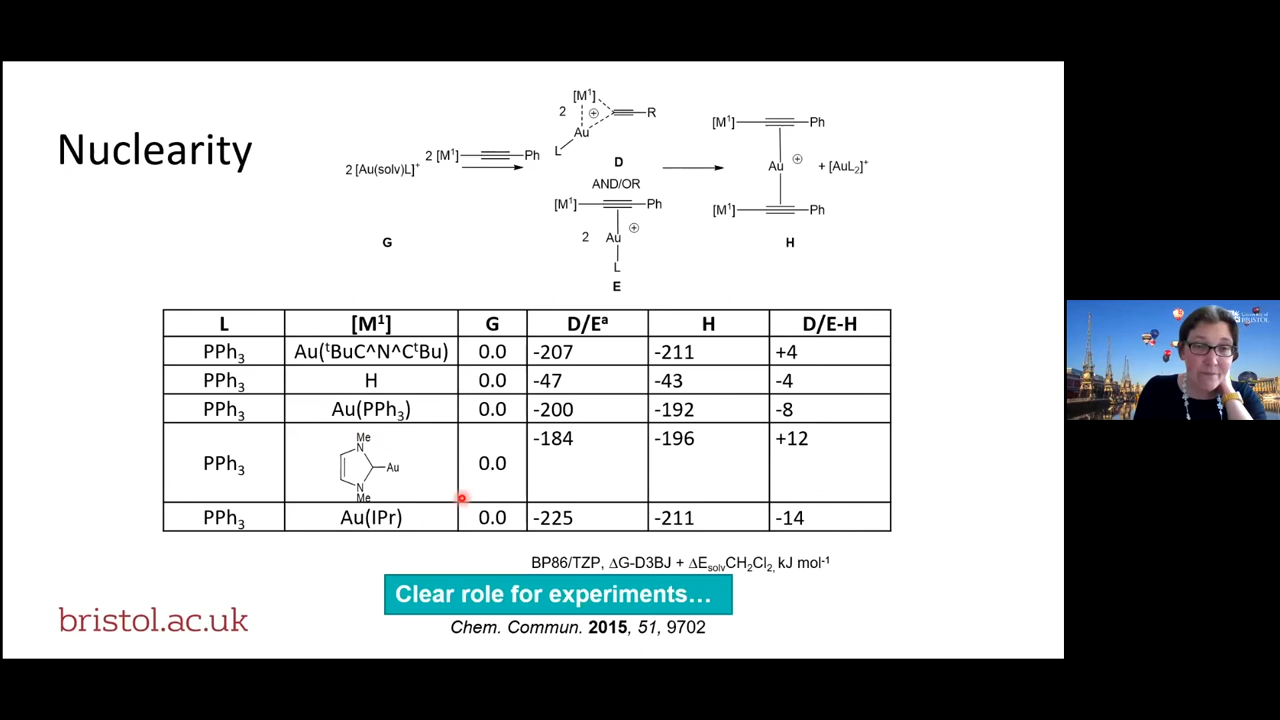 Nuclearity
2 [Au(solv)L]⁺
2 [M¹] Ph
G
2 [M¹]
Au
L
⊕
R
D
AND/OR
[M¹] Ph
2 Au ⊕
L
E
[M¹] Ph
Au ⊕ + [AuL₂]⁺
[M¹] Ph
H
L [M¹] G D/Eᵃ H D/E-H
PPh₃ Au(ᵗBuC^N^CᵗBu) 0.0 -207 -211 +4
PPh₃ H 0.0 -47 -43 -4
PPh₃ Au(PPh₃) 0.0 -200 -192 -8
PPh₃ Me N Au N Me 0.0 -184 -196 +12
PPh₃ Au(IPr) 0.0 -225 -211 -14
BP86/TZP, ΔG-D3BJ + ΔEsolvCH₂Cl₂, kJ mol⁻¹
Clear role for experiments…
Chem. Commun. 2015, 51, 9702
bristol.ac.uk
BRISTOL